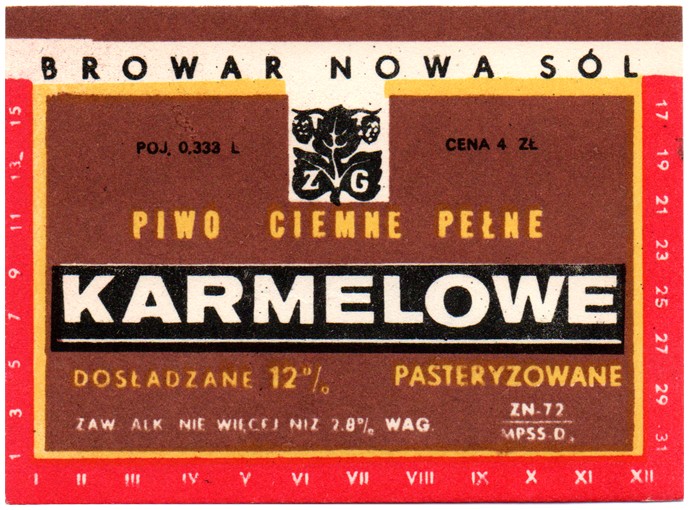 BROWAR NOWA SÓL
POJ. 0,333 L
CENA 4 ZŁ
Z G
PIWO CIEMNE PEŁNE
KARMELOWE
DOSŁADZANE 12% PASTERYZOWANE
ZAW ALK NIE WIĘCEJ NIŻ 2.8% WAG.
ZN-72
MPSS-D.
1 3 5 7 9 11 13 15
17 19 21 23 25 27 29 31
I II III IV V VI VII VIII IX X XI XII